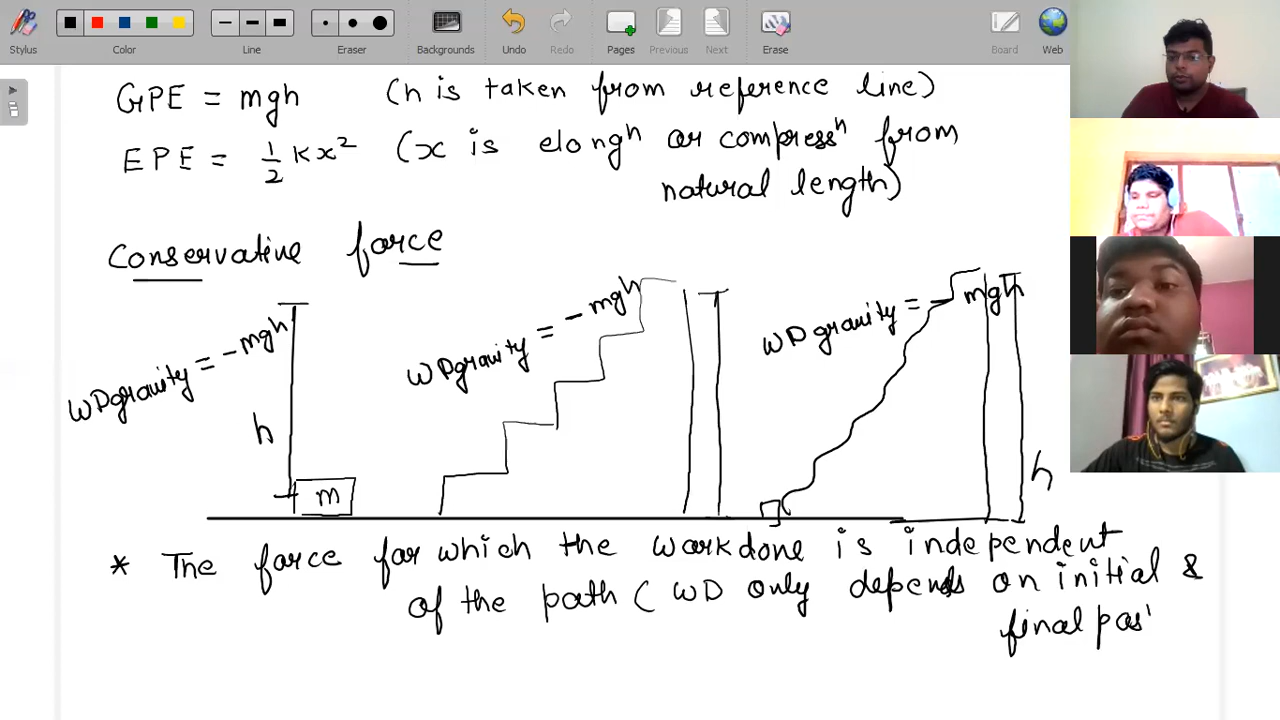 Stylus
Color
Line
Eraser
Backgrounds
Undo
Redo
Pages
Previous
Next
Erase
Board
Web
GPE = mgh (h is taken from reference line)
EPE = 1/2 kx² (x is elongⁿ or compressⁿ from
natural length)
Conservative force
WDgravity = -mgh
WDgravity = -mgh
WDgravity = - mgh
h
m
h
* The force for which the workdone is independent
of the path ( WD only depends on initial &
final pos